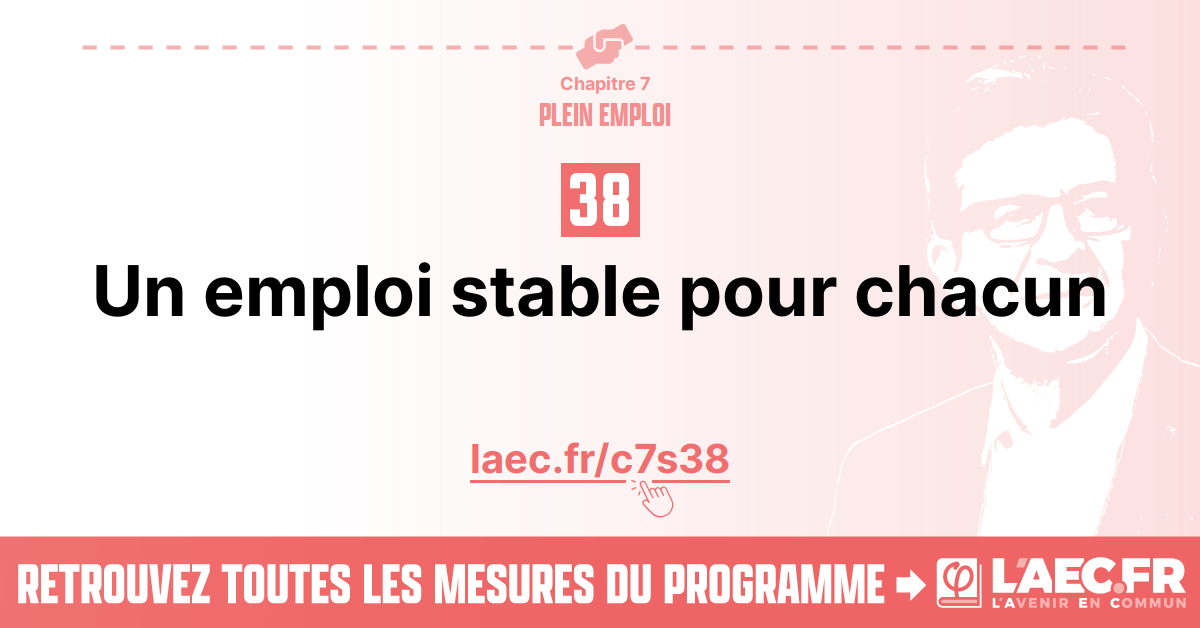 Chapitre 7
PLEIN EMPLOI
38
Un emploi stable pour chacun
laec.fr/c7s38
RETROUVEZ TOUTES LES MESURES DU PROGRAMME
φ L'AEC.FR
L'AVENIR EN COMMUN